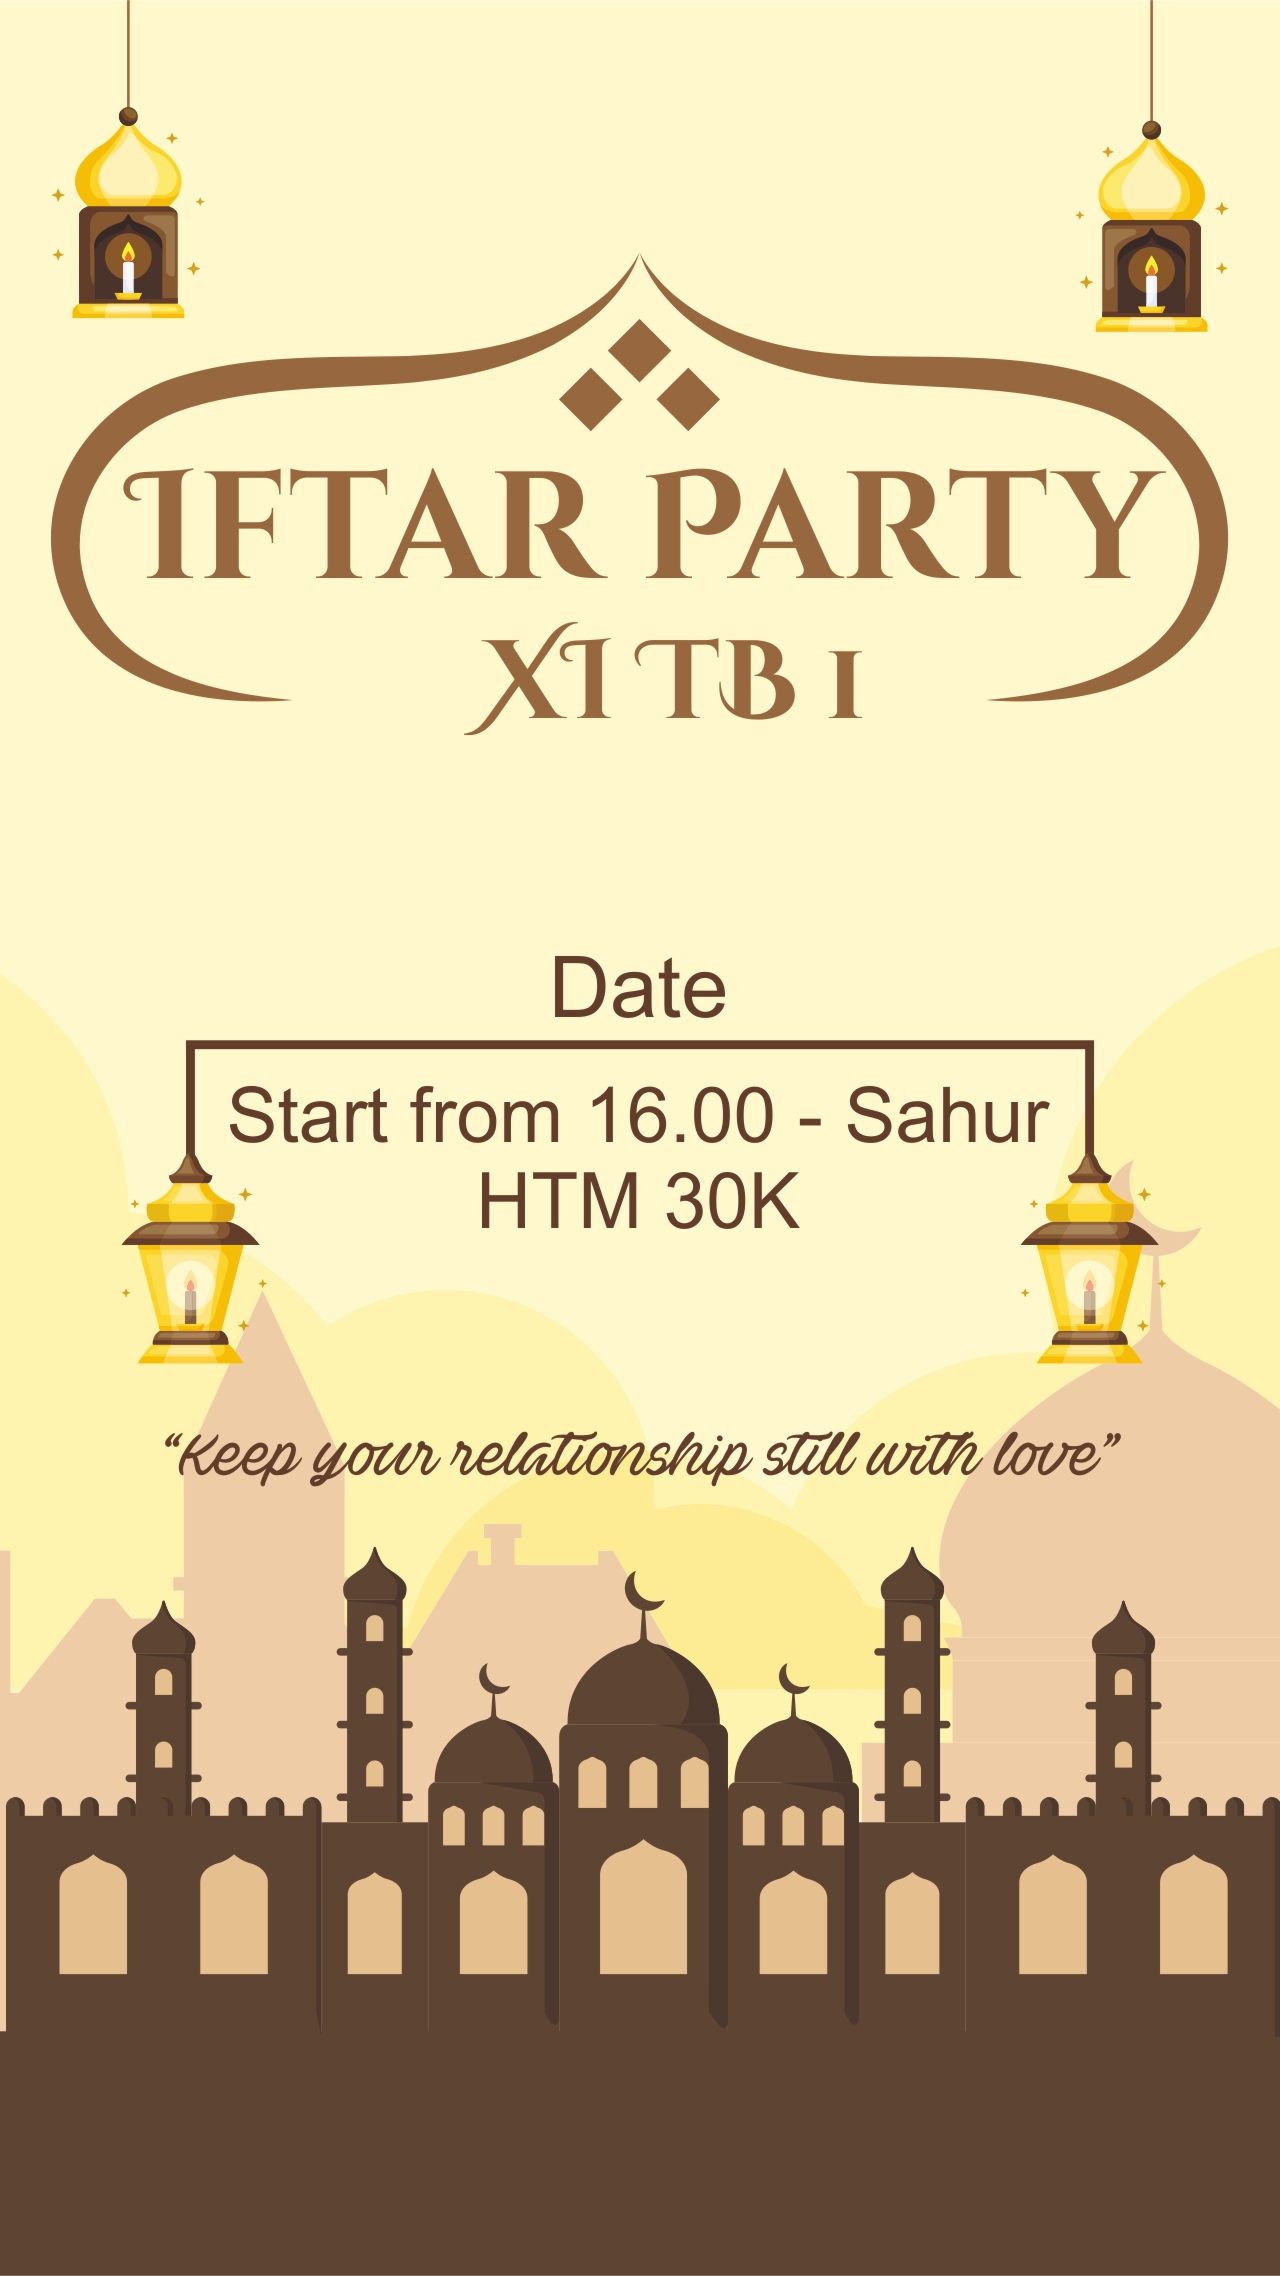 IFTAR PARTY
XI TB 1
Date
Start from 16.00 - Sahur
HTM 30K
“Keep your relationship still with love”